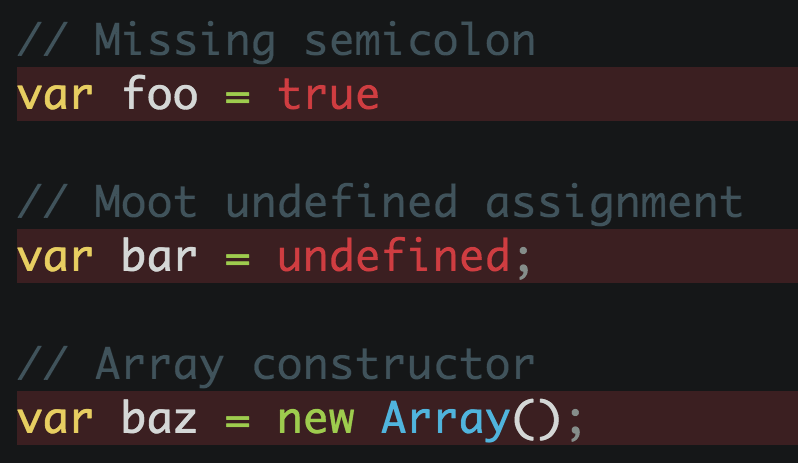 // Missing semicolon
var foo = true
// Moot undefined assignment
var bar = undefined;
// Array constructor
var baz = new Array();